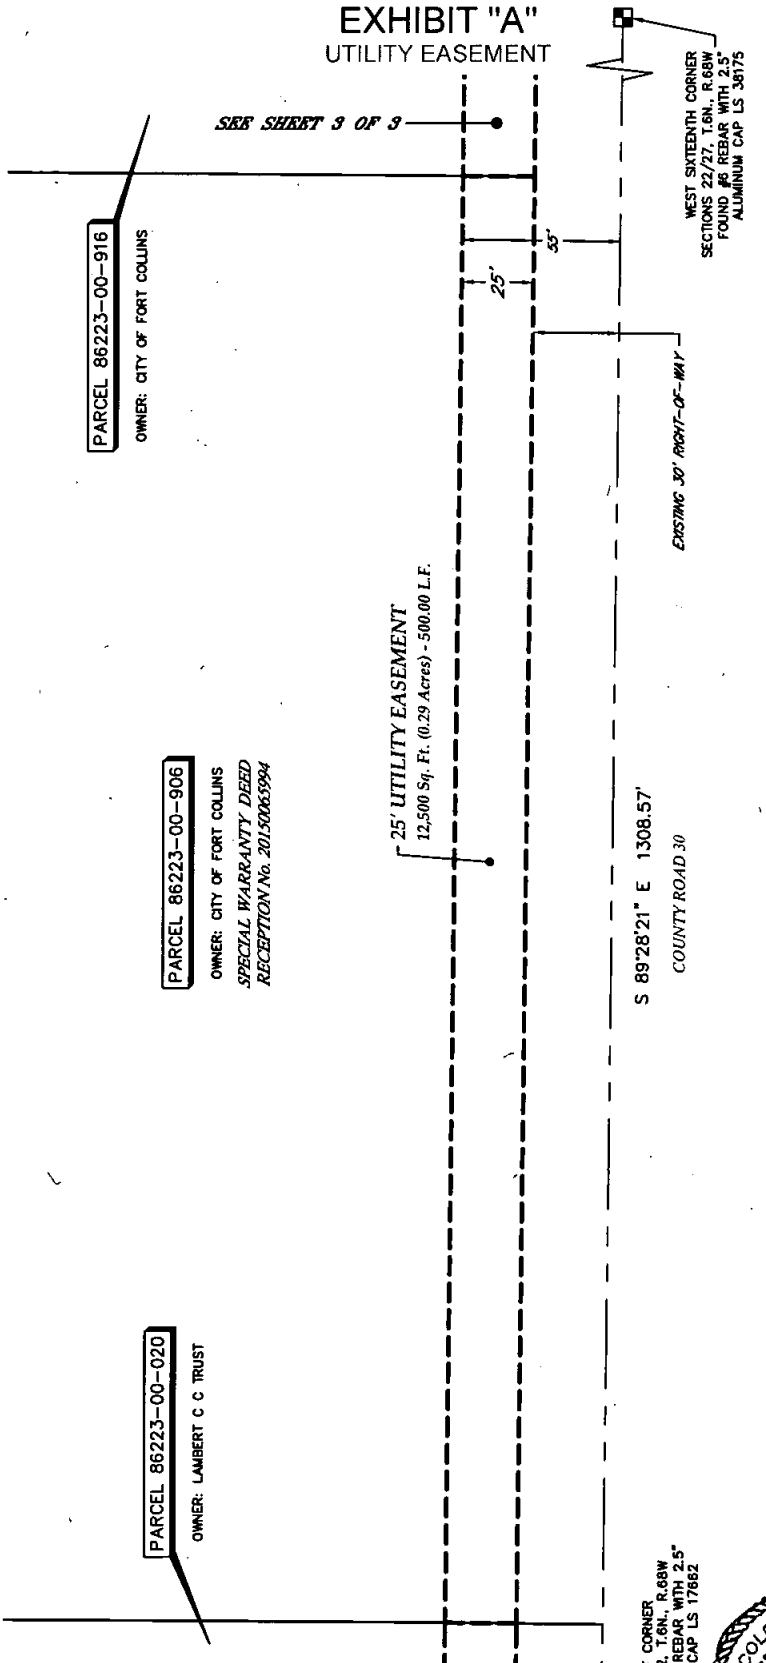 EXHIBIT "A"
UTILITY EASEMENT
SEE SHEET 3 OF 3
WEST SIXTEENTH CORNER
SECTIONS 22/27, T.6N., R.68W
FOUND #6 REBAR WITH 2.5"
ALUMINUM CAP LS 38175
PARCEL 86223-00-916
OWNER: CITY OF FORT COLLINS
55'
25'
EXISTING 30' RIGHT-OF-WAY
25' UTILITY EASEMENT
12,500 Sq. Ft. (0.29 Acres) - 500.00 L.F.
PARCEL 86223-00-906
OWNER: CITY OF FORT COLLINS
SPECIAL WARRANTY DEED
RECEPTION No. 20150065994
S 89°28'21" E 1308.57'
COUNTY ROAD 30
PARCEL 86223-00-020
OWNER: LAMBERT C C TRUST
CORNER
T.6N., R.68W
REBAR WITH 2.5"
CAP LS 17662